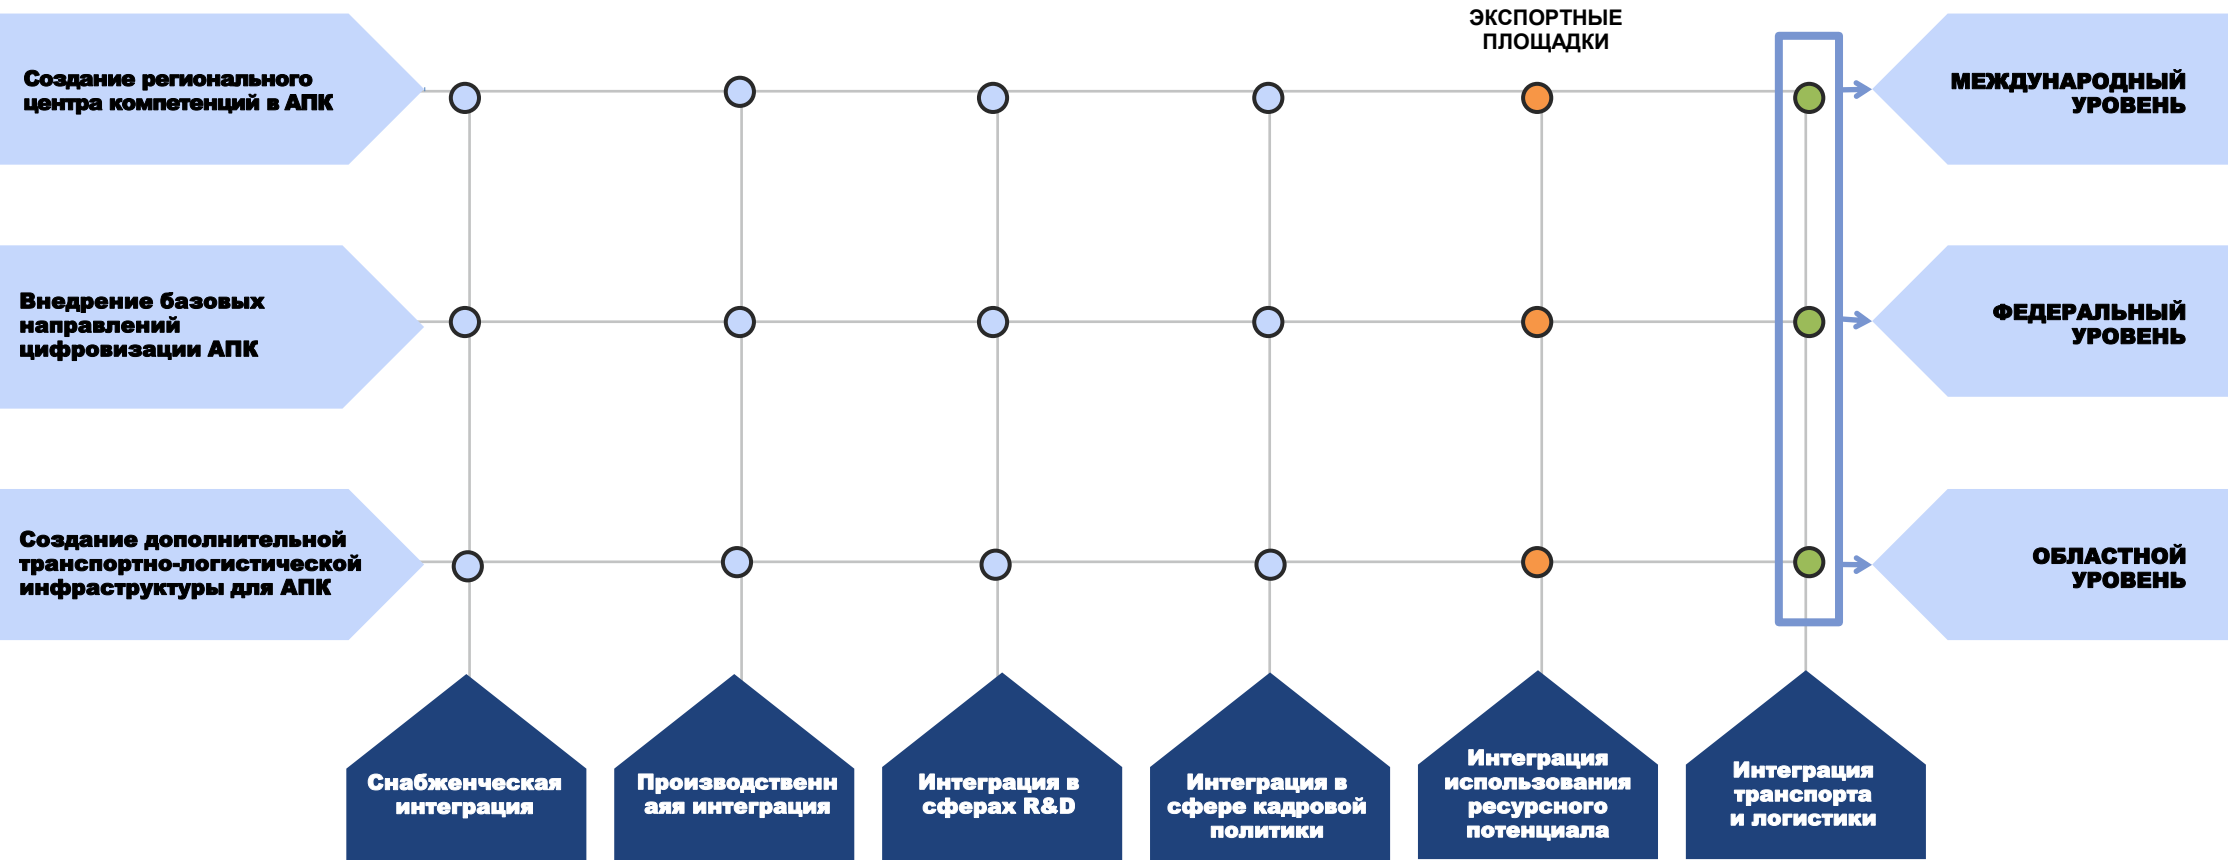 ЭКСПОРТНЫЕ
ПЛОЩАДКИ
Создание регионального
центра компетенций в АПК
МЕЖДУНАРОДНЫЙ
УРОВЕНЬ
Внедрение базовых
направлений
цифровизации АПК
ФЕДЕРАЛЬНЫЙ
УРОВЕНЬ
Создание дополнительной
транспортно-логистической
инфраструктуры для АПК
ОБЛАСТНОЙ
УРОВЕНЬ
Снабженческая
интеграция
Производственн
аяя интеграция
Интеграция в
сферах R&D
Интеграция в
сфере кадровой
политики
Интеграция
использования
ресурсного
потенциала
Интеграция
транспорта
и логистики